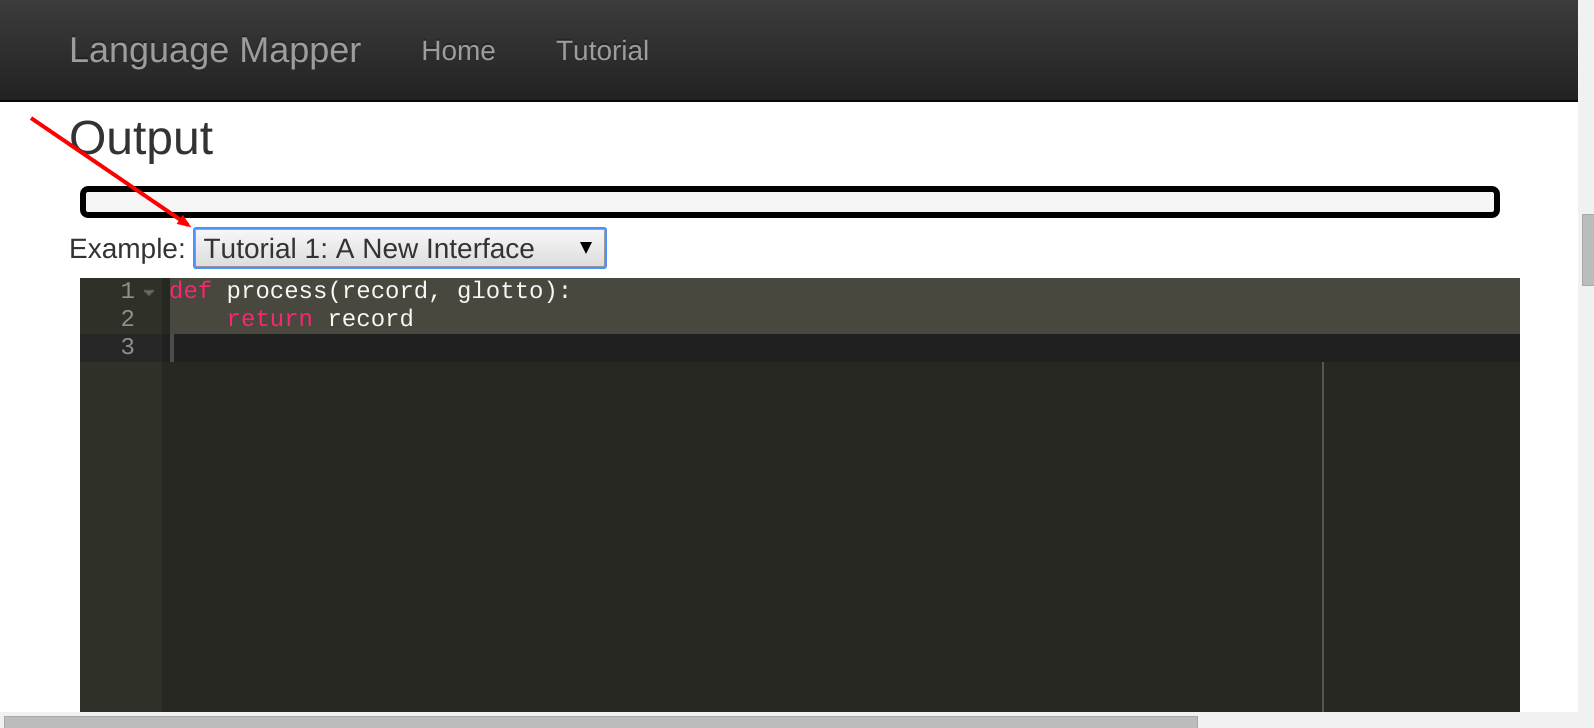 Language Mapper Home Tutorial
Output
Example: Tutorial 1: A New Interface
1 def process(record, glotto):
2     return record
3